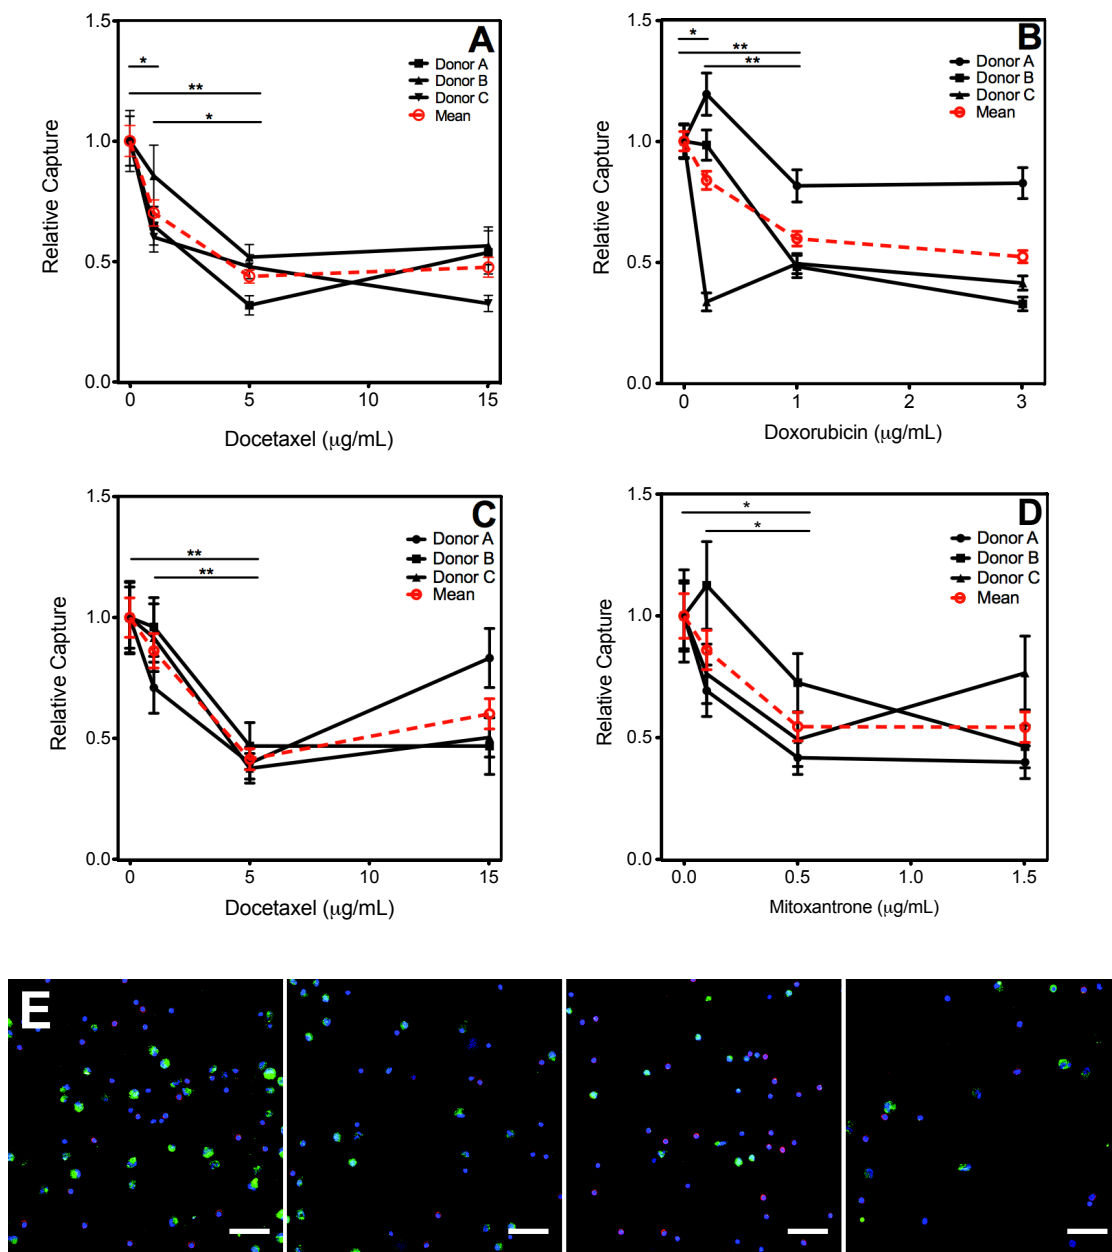 A
Donor A
Donor B
Donor C
Mean
*
**
*
1.5
1.0
0.5
0.0
Relative Capture
0
5
10
15
Docetaxel (μg/mL)
B
Donor A
Donor B
Donor C
Mean
*
**
**
1.5
1.0
0.5
0.0
Relative Capture
0
1
2
3
Doxorubicin (μg/mL)
C
Donor A
Donor B
Donor C
Mean
**
**
1.5
1.0
0.5
0.0
Relative Capture
0
5
10
15
Docetaxel (μg/mL)
D
Donor A
Donor B
Donor C
Mean
*
*
1.5
1.0
0.5
0.0
Relative Capture
0.0
0.5
1.0
1.5
Mitoxantrone (μg/mL)
E